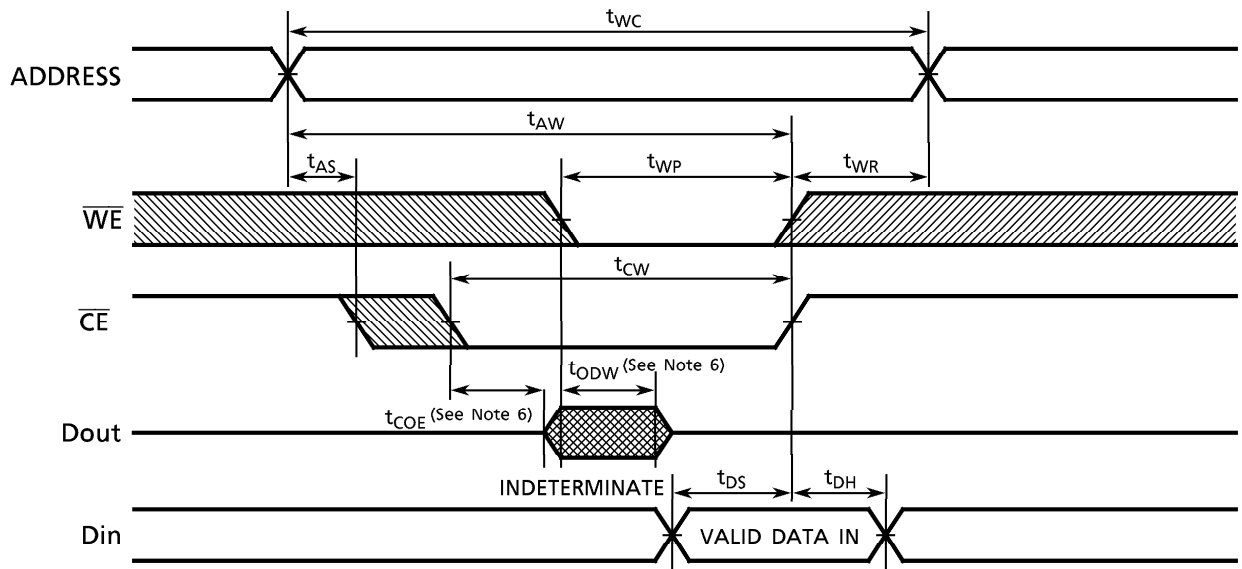 tWC
ADDRESS
tAW
tAS
tWP
tWR
WE
tCW
CE
tODW (See Note 6)
tCOE (See Note 6)
Dout
INDETERMINATE
tDS
tDH
Din
VALID DATA IN